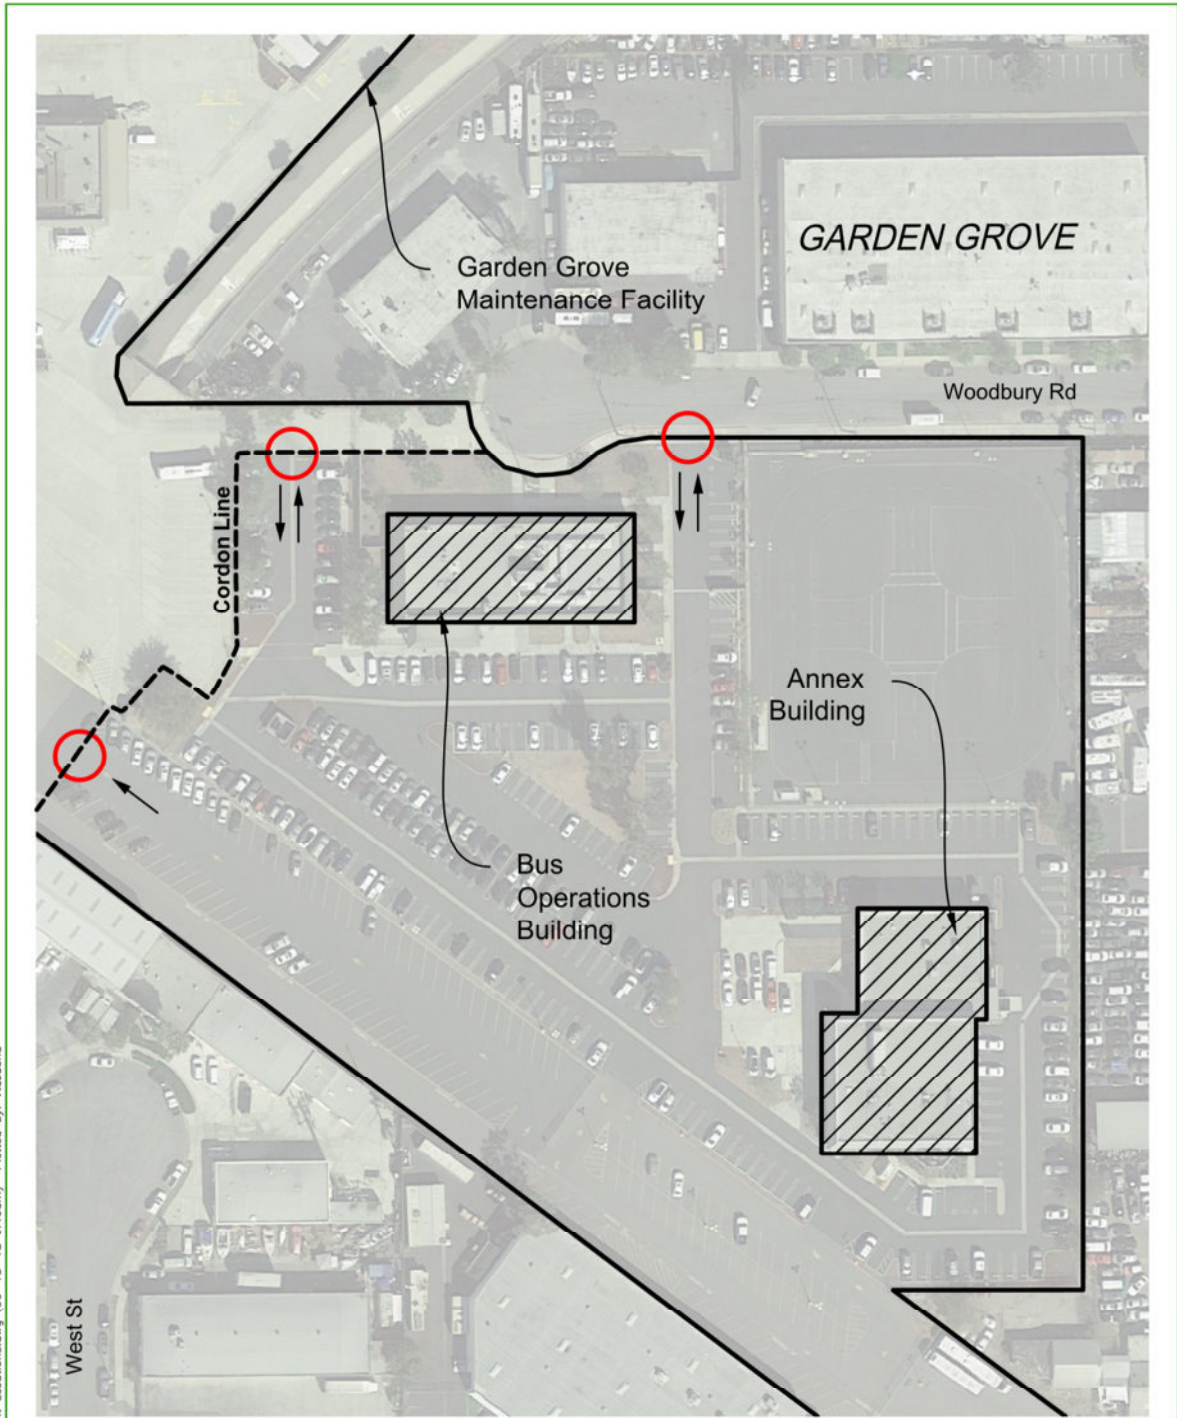 GARDEN GROVE
Garden Grove
Maintenance Facility
Woodbury Rd
Cordon Line
Annex
Building
Bus
Operations
Building
West St